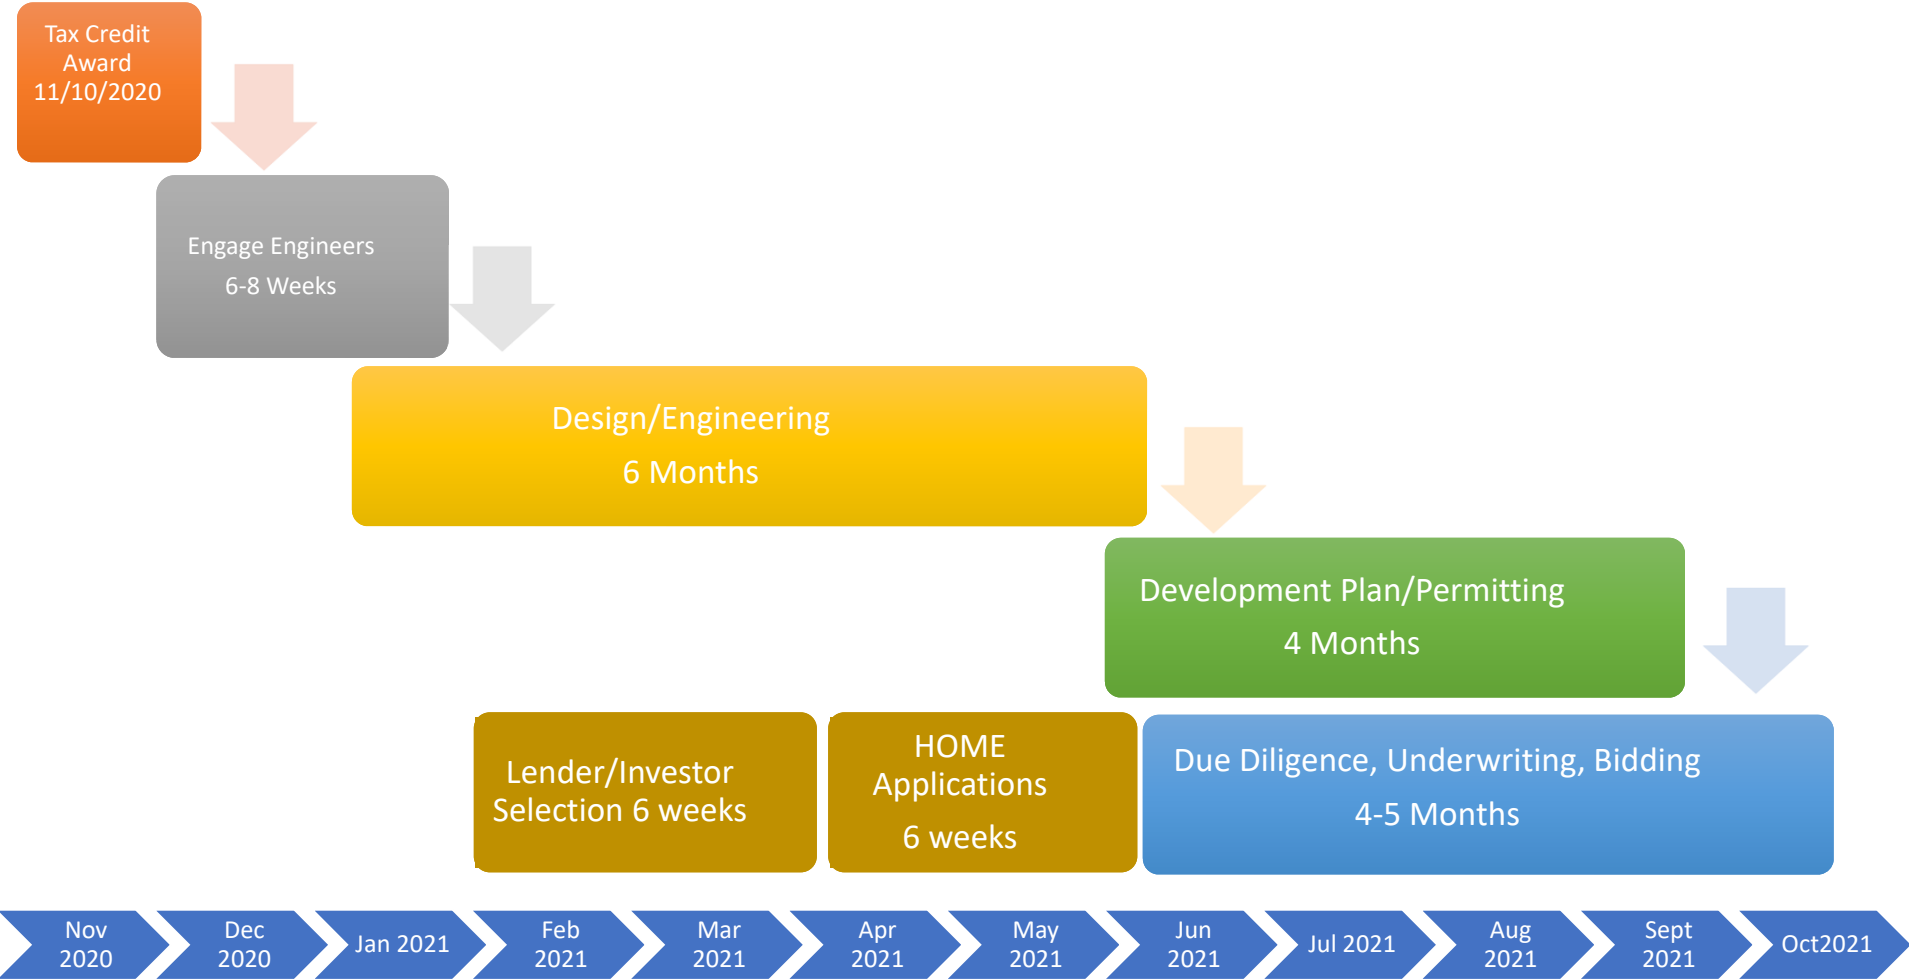 Tax Credit
Award
11/10/2020
Engage Engineers
6-8 Weeks
Design/Engineering
6 Months
Development Plan/Permitting
4 Months
Lender/Investor
Selection 6 weeks
HOME
Applications
6 weeks
Due Diligence, Underwriting, Bidding
4-5 Months
Nov
2020
Dec
2020
Jan 2021
Feb
2021
Mar
2021
Apr
2021
May
2021
Jun
2021
Jul 2021
Aug
2021
Sept
2021
Oct2021